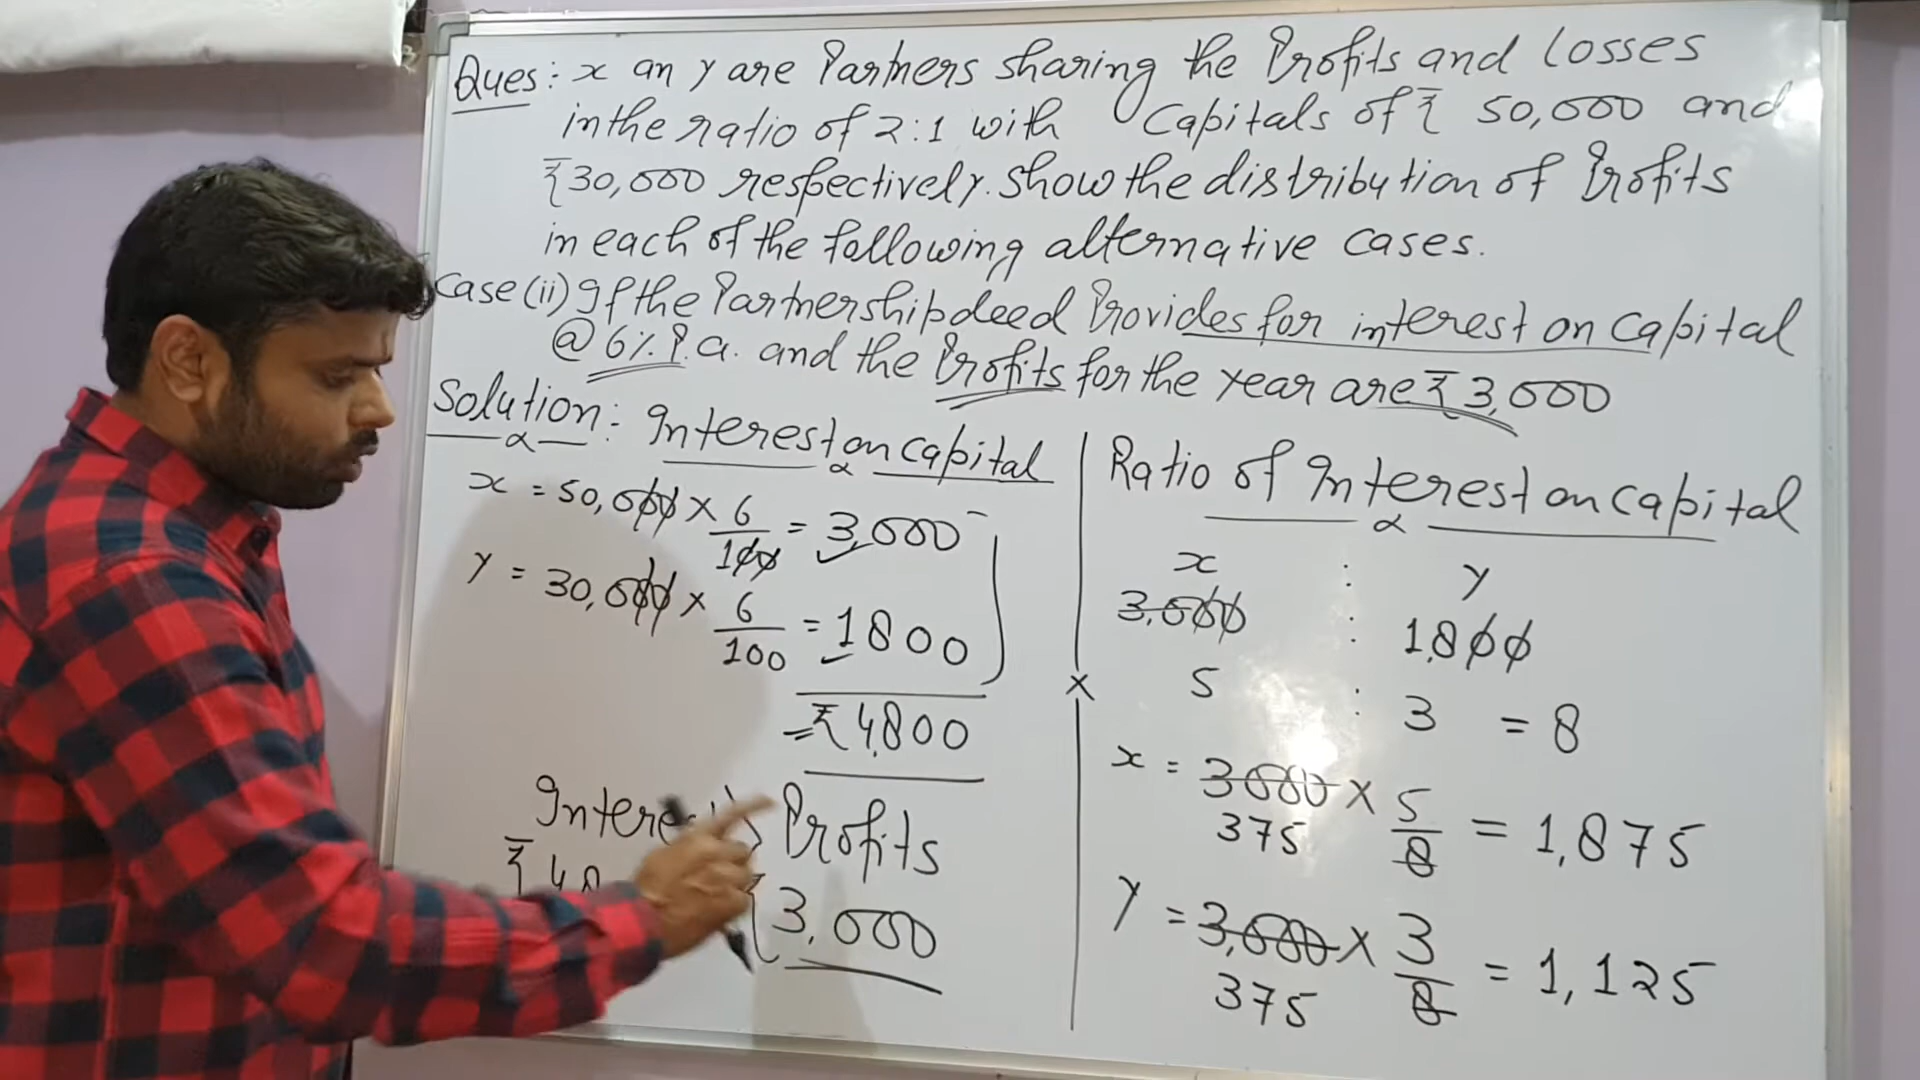 Ques: x an y are Partners sharing the Profits and losses
in the ratio of 2:1 with Capitals of ₹ 50,000 and
₹30,000 respectively. Show the distribution of Profits
in each of the following alternative cases.
Case (ii) If the Partnership deed Provides for interest on capital
@ 6% P.a. and the Profits for the year are ₹ 3,000
Solution: Interest on capital
x = 50,000 × 6/100 = 3,000
y = 30,000 × 6/100 = 1800
= ₹ 4,800
> Profits
₹ 3,000
Ratio of Interest on capital
x : y
3,000 : 1,800
5 : 3 = 8
x = 3000 × 5/8 = 1,875
375
y = 3,000 × 3/8 = 1,125
375